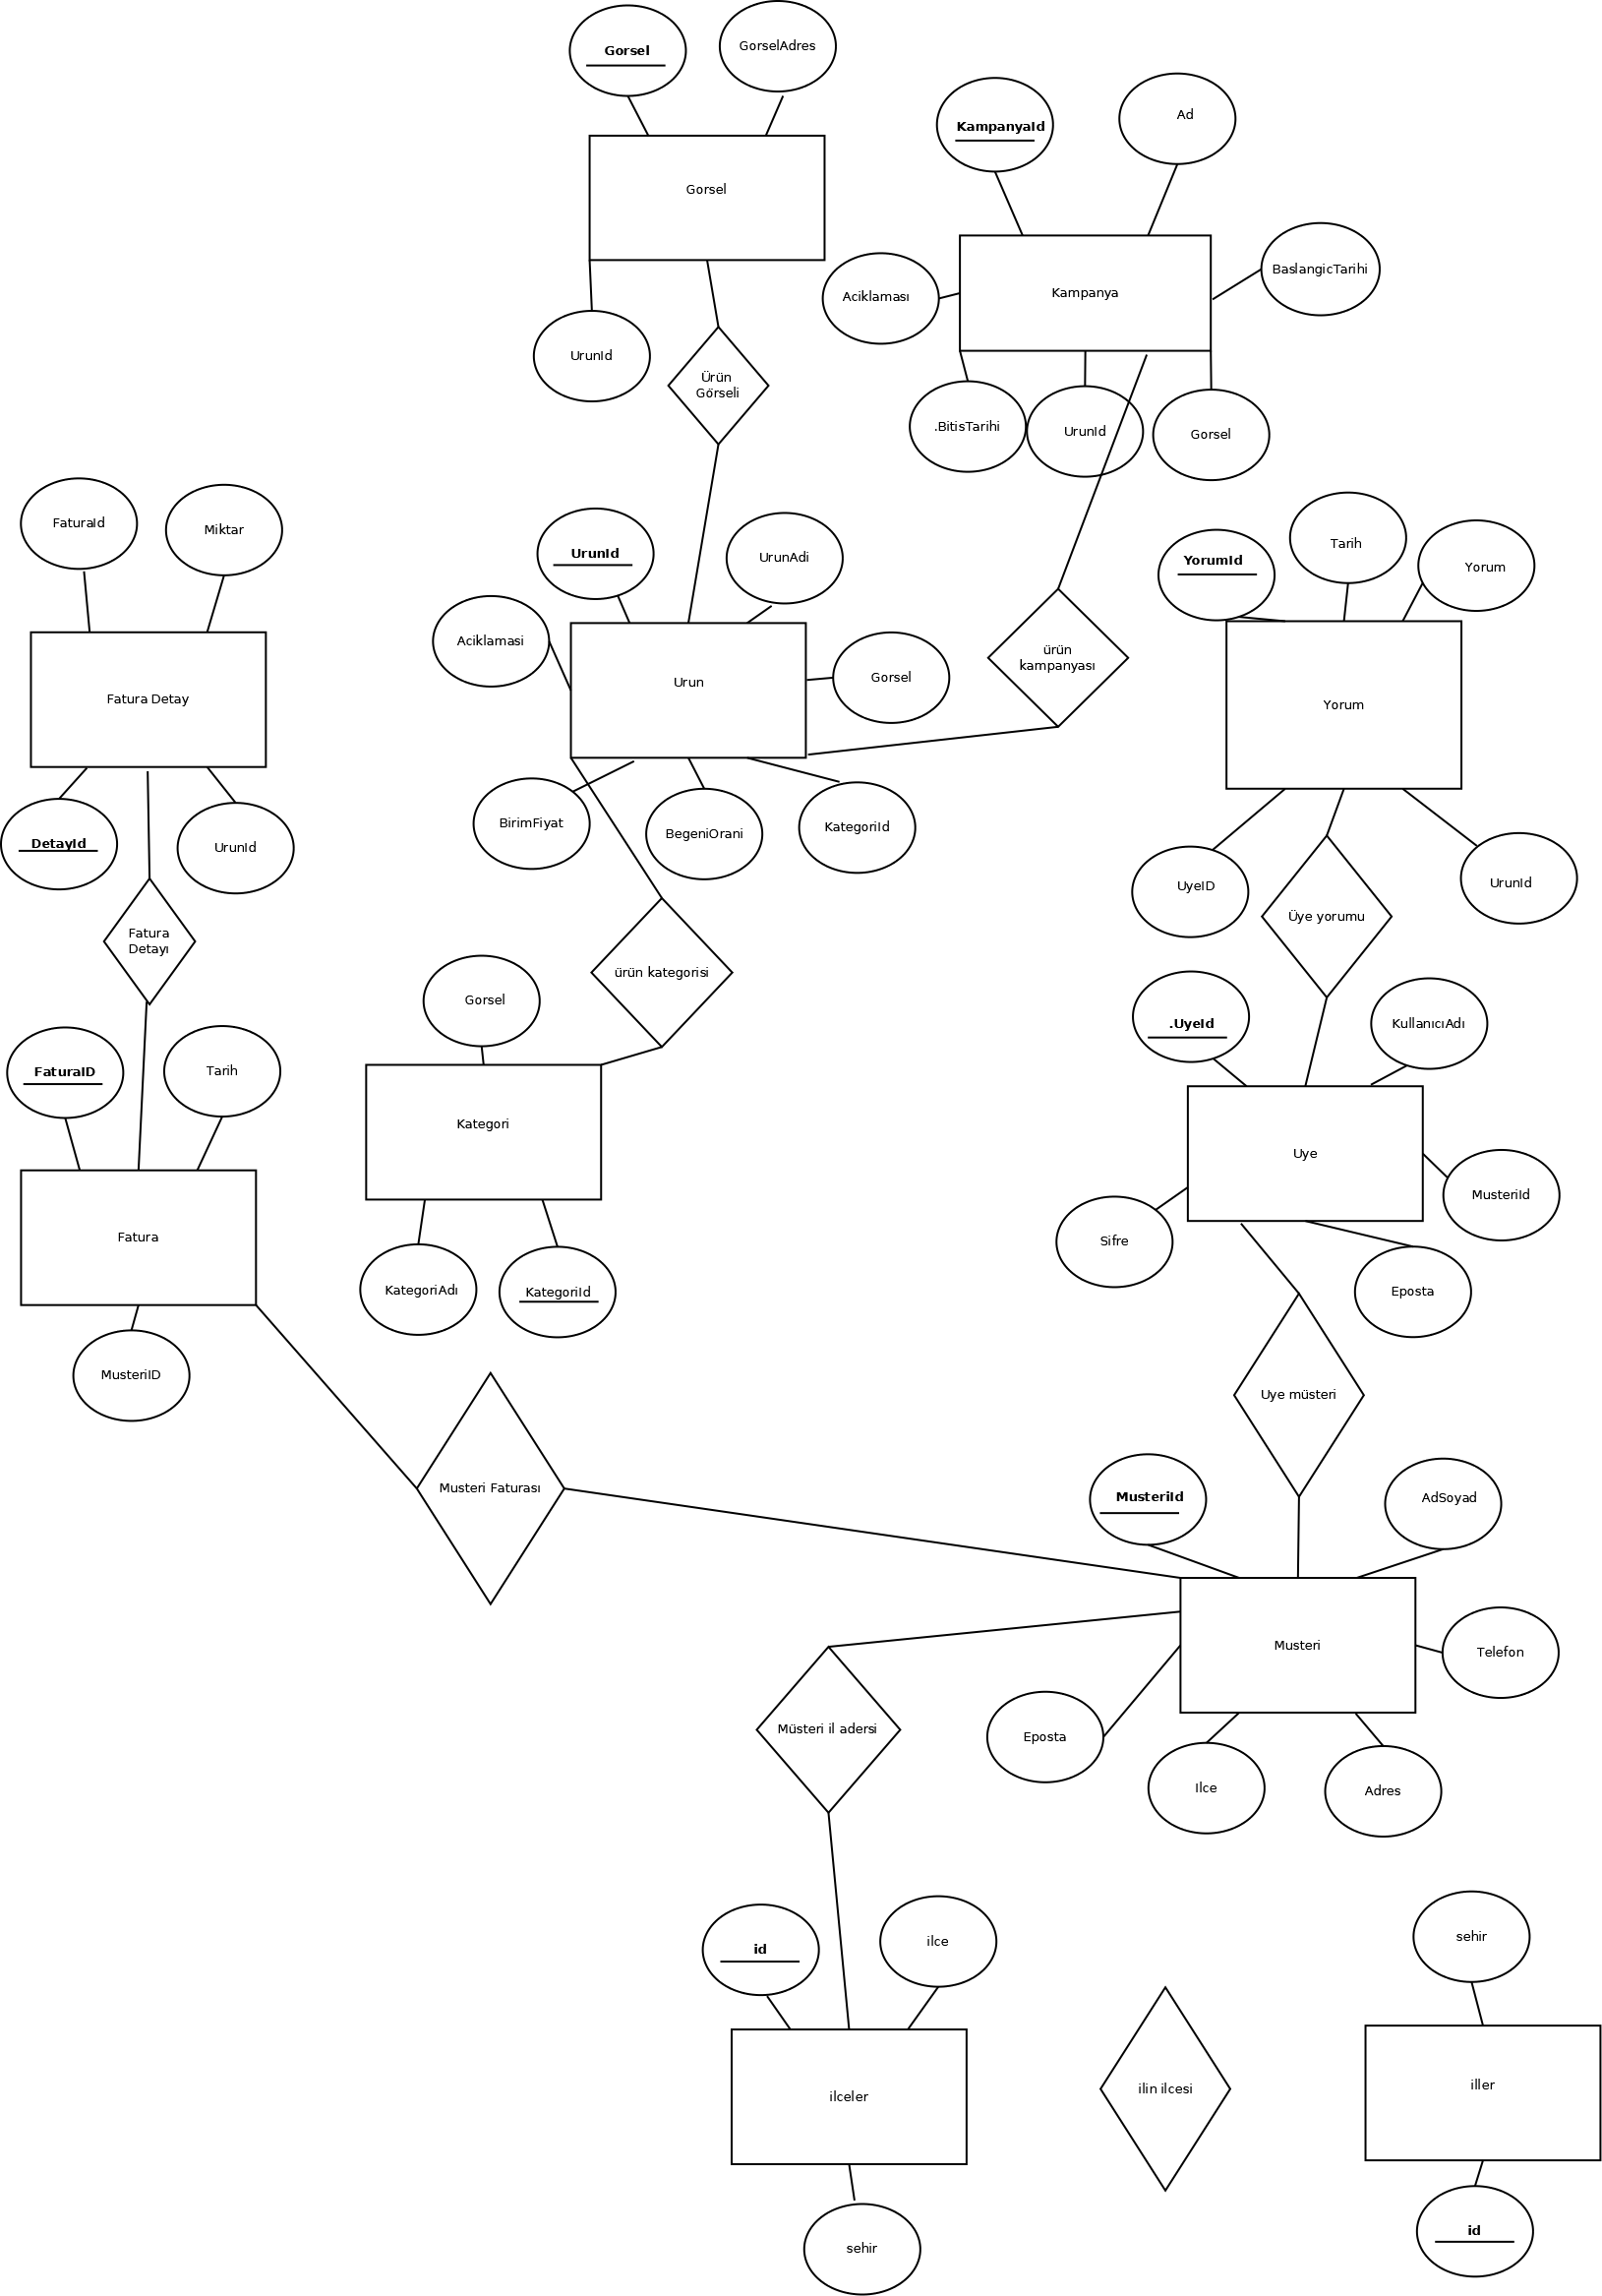 Gorsel
GorselAdres
Gorsel
UrunId
Ürün
Görseli
KampanyaId
Ad
Aciklaması
Kampanya
BaslangicTarihi
.BitisTarihi
UrunId
Gorsel
FaturaId
Miktar
Fatura Detay
DetayId
UrunId
Fatura
Detayı
UrunId
UrunAdi
Aciklamasi
Urun
Gorsel
BirimFiyat
BegeniOrani
KategoriId
ürün
kampanyası
YorumId
Tarih
Yorum
Yorum
UyeID
UrunId
Üye yorumu
ürün kategorisi
Gorsel
Kategori
KategoriAdı
KategoriId
FaturaID
Tarih
Fatura
MusteriID
.UyeId
KullanıcıAdı
Uye
MusteriId
Sifre
Eposta
Uye müsteri
Musteri Faturası
MusteriId
AdSoyad
Musteri
Telefon
Eposta
Ilce
Adres
Müsteri il adersi
id
ilce
ilceler
sehir
ilin ilcesi
sehir
iller
id